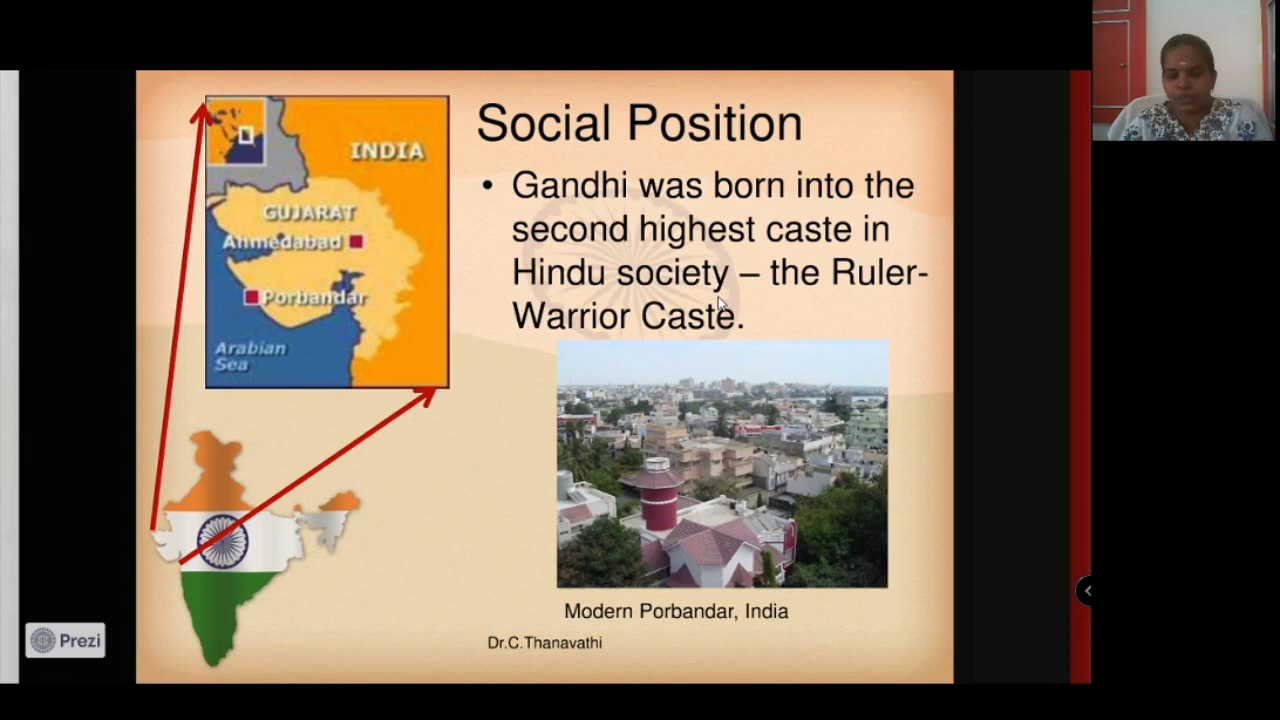 INDIA
GUJARAT
Ahmedabad
Porbandar
Arabian
Sea
Social Position
• Gandhi was born into the
second highest caste in
Hindu society – the Ruler-
Warrior Caste.
Modern Porbandar, India
Dr.C.Thanavathi
Prezi